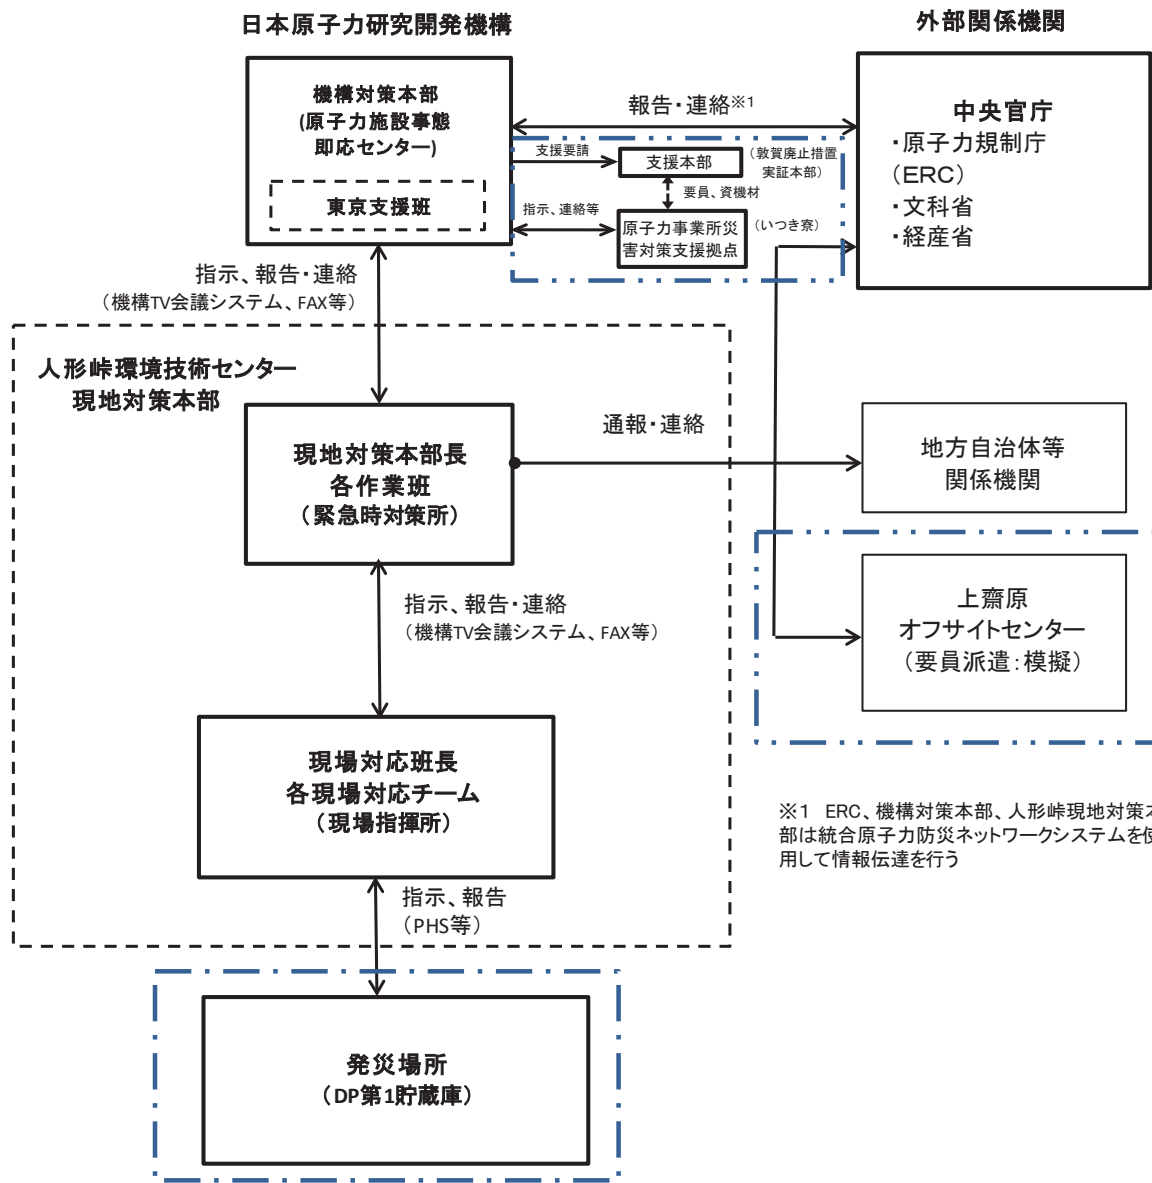 日本原子力研究開発機構
外部関係機関
機構対策本部
(原子力施設事態
即応センター)
東京支援班
報告・連絡※1
支援要請
支援本部
(敦賀廃止措置
実証本部)
要員、資機材
指示、連絡等
原子力事業所災
害対策支援拠点
(いつき寮)
中央官庁
・原子力規制庁
(ERC)
・文科省
・経産省
指示、報告・連絡
(機構TV会議システム、FAX等)
人形峠環境技術センター
現地対策本部
現地対策本部長
各作業班
(緊急時対策所)
通報・連絡
地方自治体等
関係機関
指示、報告・連絡
(機構TV会議システム、FAX等)
上齋原
オフサイトセンター
(要員派遣:模擬)
現場対応班長
各現場対応チーム
(現場指揮所)
※1 ERC、機構対策本部、人形峠現地対策本
部は統合原子力防災ネットワークシステムを使
用して情報伝達を行う
指示、報告
(PHS等)
発災場所
(DP第1貯蔵庫)